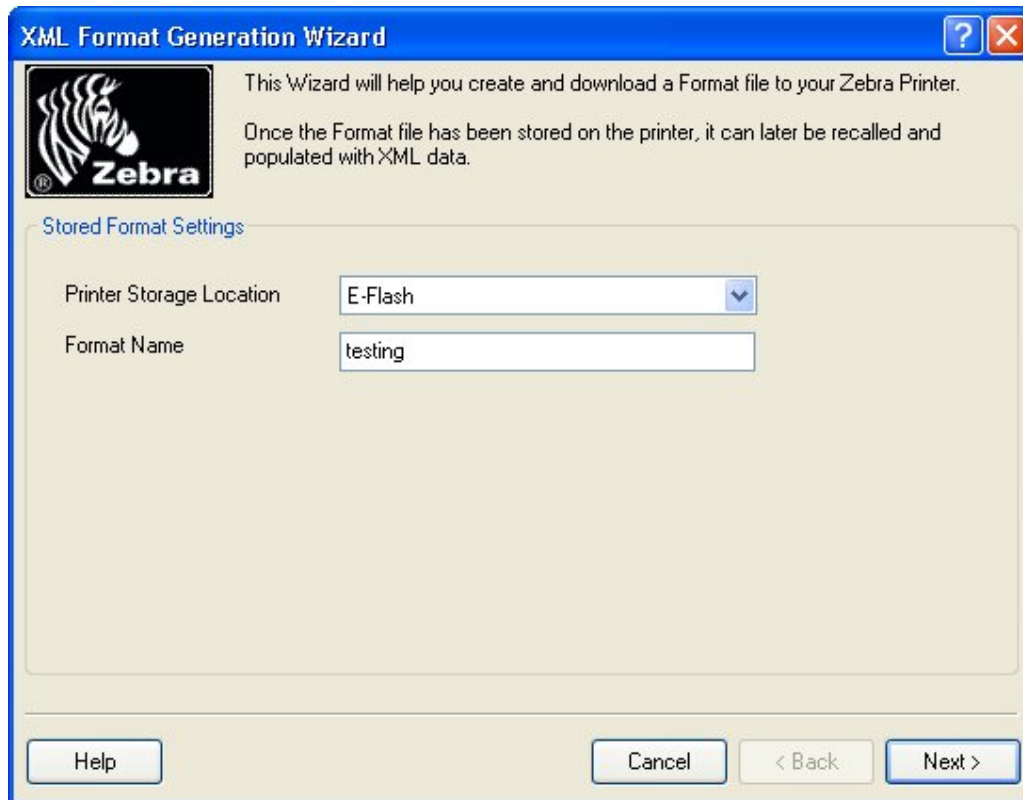 XML Format Generation Wizard
?
This Wizard will help you create and download a Format file to your Zebra Printer.
Once the Format file has been stored on the printer, it can later be recalled and
populated with XML data.
® Zebra
Stored Format Settings
Printer Storage Location E-Flash
Format Name testing
Help Cancel < Back Next >